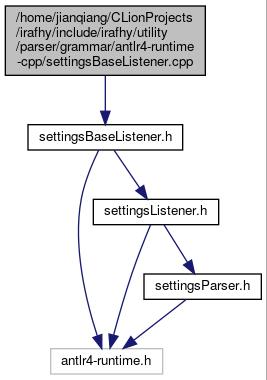 /home/jianqiang/CLionProjects
/irafhy/include/irafhy/utility
/parser/grammar/antlr4-runtime
-cpp/settingsBaseListener.cpp
settingsBaseListener.h
settingsListener.h
settingsParser.h
antlr4-runtime.h